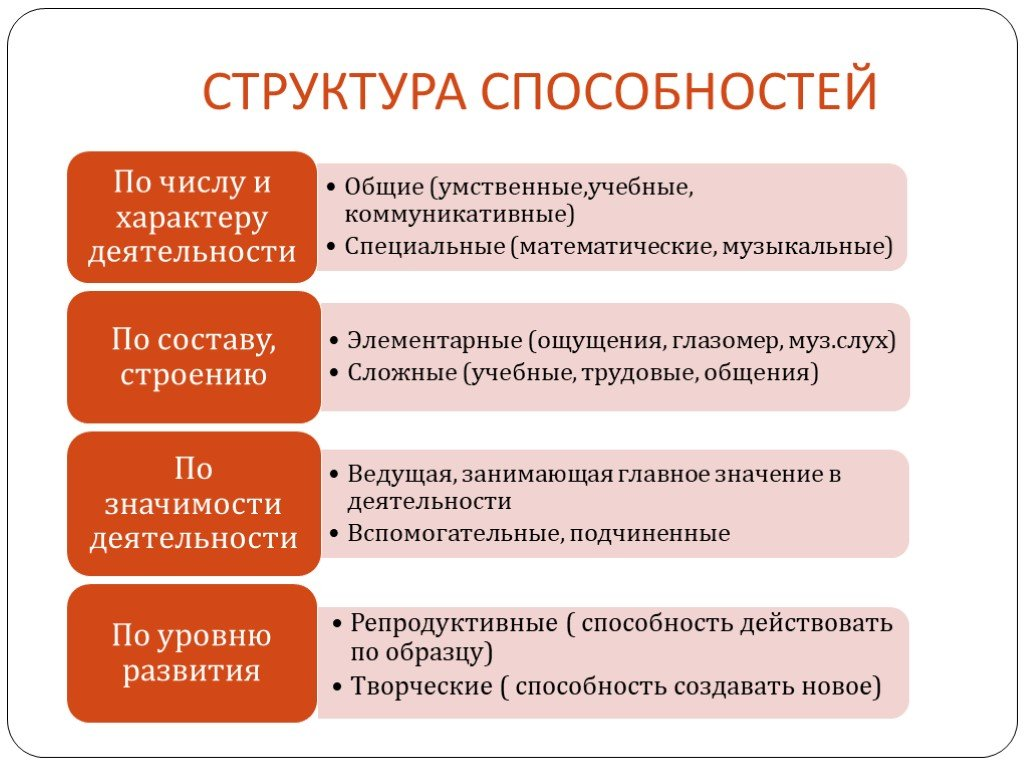 СТРУКТУРА СПОСОБНОСТЕЙ
По числу и
характеру
деятельности
• Общие (умственные,учебные,
коммуникативные)
• Специальные (математические, музыкальные)
По составу,
строению
• Элементарные (ощущения, глазомер, муз.слух)
• Сложные (учебные, трудовые, общения)
По
значимости
деятельности
• Ведущая, занимающая главное значение в
деятельности
• Вспомогательные, подчиненные
По уровню
развития
• Репродуктивные ( способность действовать
по образцу)
• Творческие ( способность создавать новое)